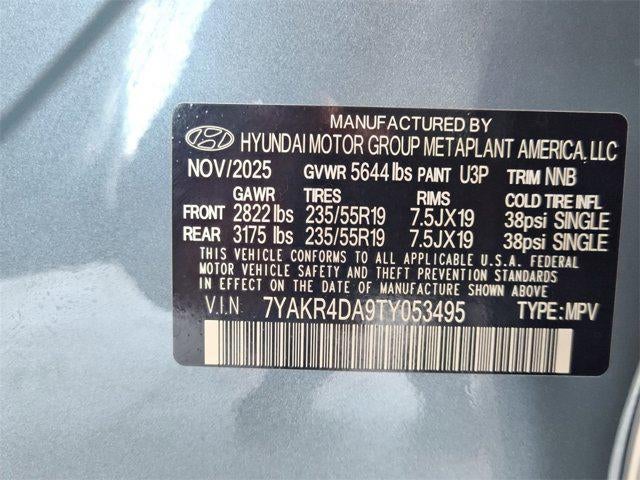 MANUFACTURED BY
HYUNDAI MOTOR GROUP METAPLANT AMERICA, LLC
NOV/2025 GVWR 5644 lbs PAINT U3P TRIM NNB
GAWR TIRES RIMS COLD TIRE INFL
FRONT 2822 lbs 235/55R19 7.5JX19 38psi SINGLE
REAR 3175 lbs 235/55R19 7.5JX19 38psi SINGLE
THIS VEHICLE CONFORMS TO ALL APPLICABLE U.S.A. FEDERAL
MOTOR VEHICLE SAFETY AND THEFT PREVENTION STANDARDS
IN EFFECT ON THE DATE OF MANUFACTURE SHOWN ABOVE.
V.I.N 7YAKR4DA9TY053495 TYPE: MPV